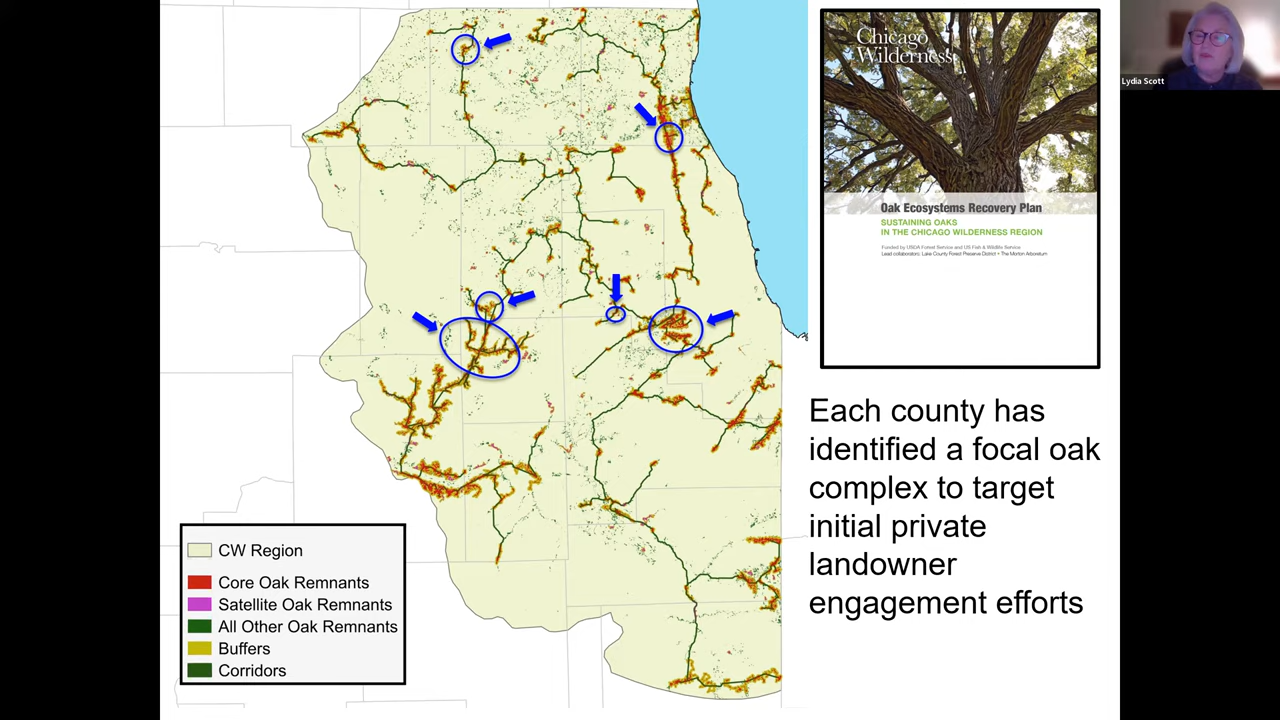 Chicago
Wilderness
Oak Ecosystems Recovery Plan
SUSTAINING OAKS
IN THE CHICAGO WILDERNESS REGION
Funded by USDA Forest Service and US Fish & Wildlife Service
Lead collaborators: Lake County Forest Preserve District • The Morton Arboretum
Lydia Scott
Each county has
identified a focal oak
complex to target
initial private
landowner
engagement efforts
CW Region
Core Oak Remnants
Satellite Oak Remnants
All Other Oak Remnants
Buffers
Corridors